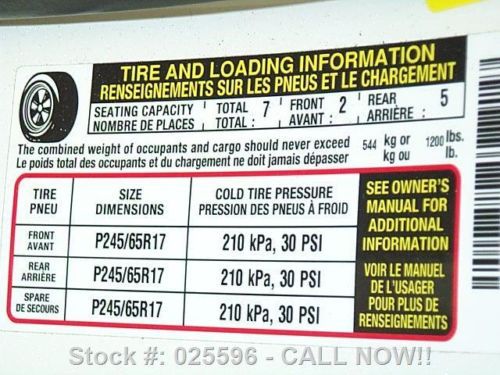 TIRE AND LOADING INFORMATION
RENSEIGNEMENTS SUR LES PNEUS ET LE CHARGEMENT
SEATING CAPACITY TOTAL 7 FRONT 2 REAR 5
NOMBRE DE PLACES TOTAL : AVANT : ARRIÈRE :
The combined weight of occupants and cargo should never exceed 544 kg or 1200 lbs.
Le poids total des occupants et du chargement ne doit jamais dépasser kg ou lb.
TIRE SIZE COLD TIRE PRESSURE
PNEU DIMENSIONS PRESSION DES PNEUS À FROID
FRONT
AVANT P245/65R17 210 kPa, 30 PSI
REAR
ARRIÈRE P245/65R17 210 kPa, 30 PSI
SPARE
DE SECOURS P245/65R17 210 kPa, 30 PSI
SEE OWNER'S
MANUAL FOR
ADDITIONAL
INFORMATION
VOIR LE MANUEL
DE L'USAGER
POUR PLUS DE
RENSEIGNEMENTS
Stock #: 025596 - CALL NOW!!